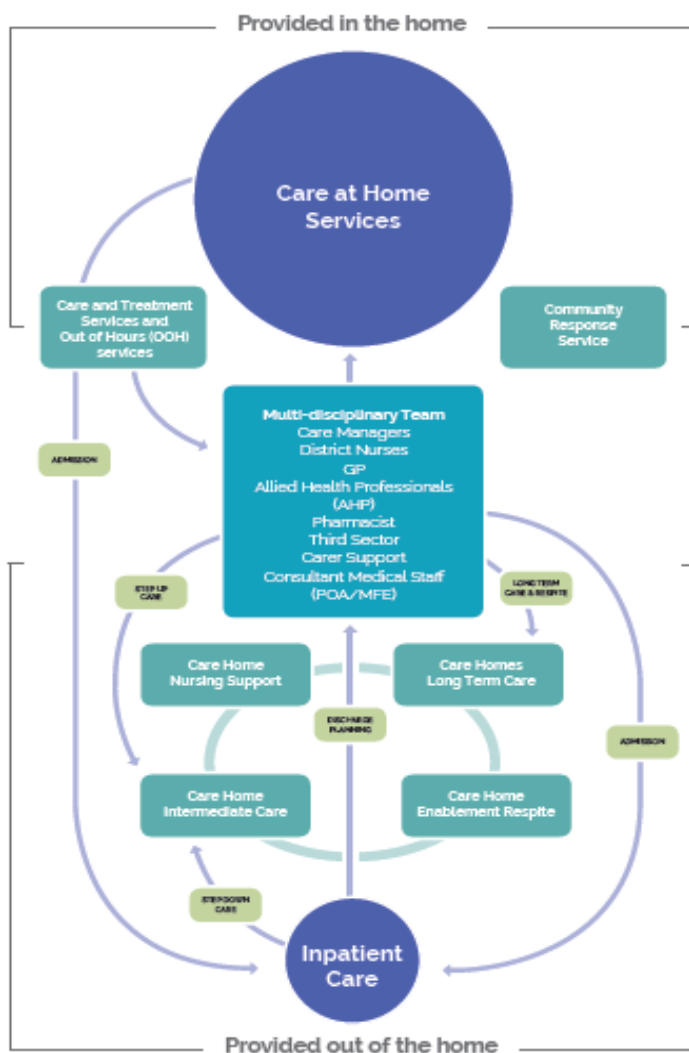 Provided in the home
Care at Home
Services
Care and Treatment
Services and
Out of Hours (OOH)
services
Community
Response
Service
Multi-disciplinary Team
Care Managers
District Nurses
GP
Allied Health Professionals
(AHP)
Pharmacist
Third Sector
Carer Support
Consultant Medical Staff
(POA/MFE)
ADMISSION
STEP UP
CARE
LONG TERM
CARE & RESPITE
Care Home
Nursing Support
Care Homes
Long Term Care
DISCHARGE
PLANNING
ADMISSION
Care Home
Intermediate Care
Care Home
Enablement Respite
STEP DOWN
CARE
Inpatient
Care
Provided out of the home